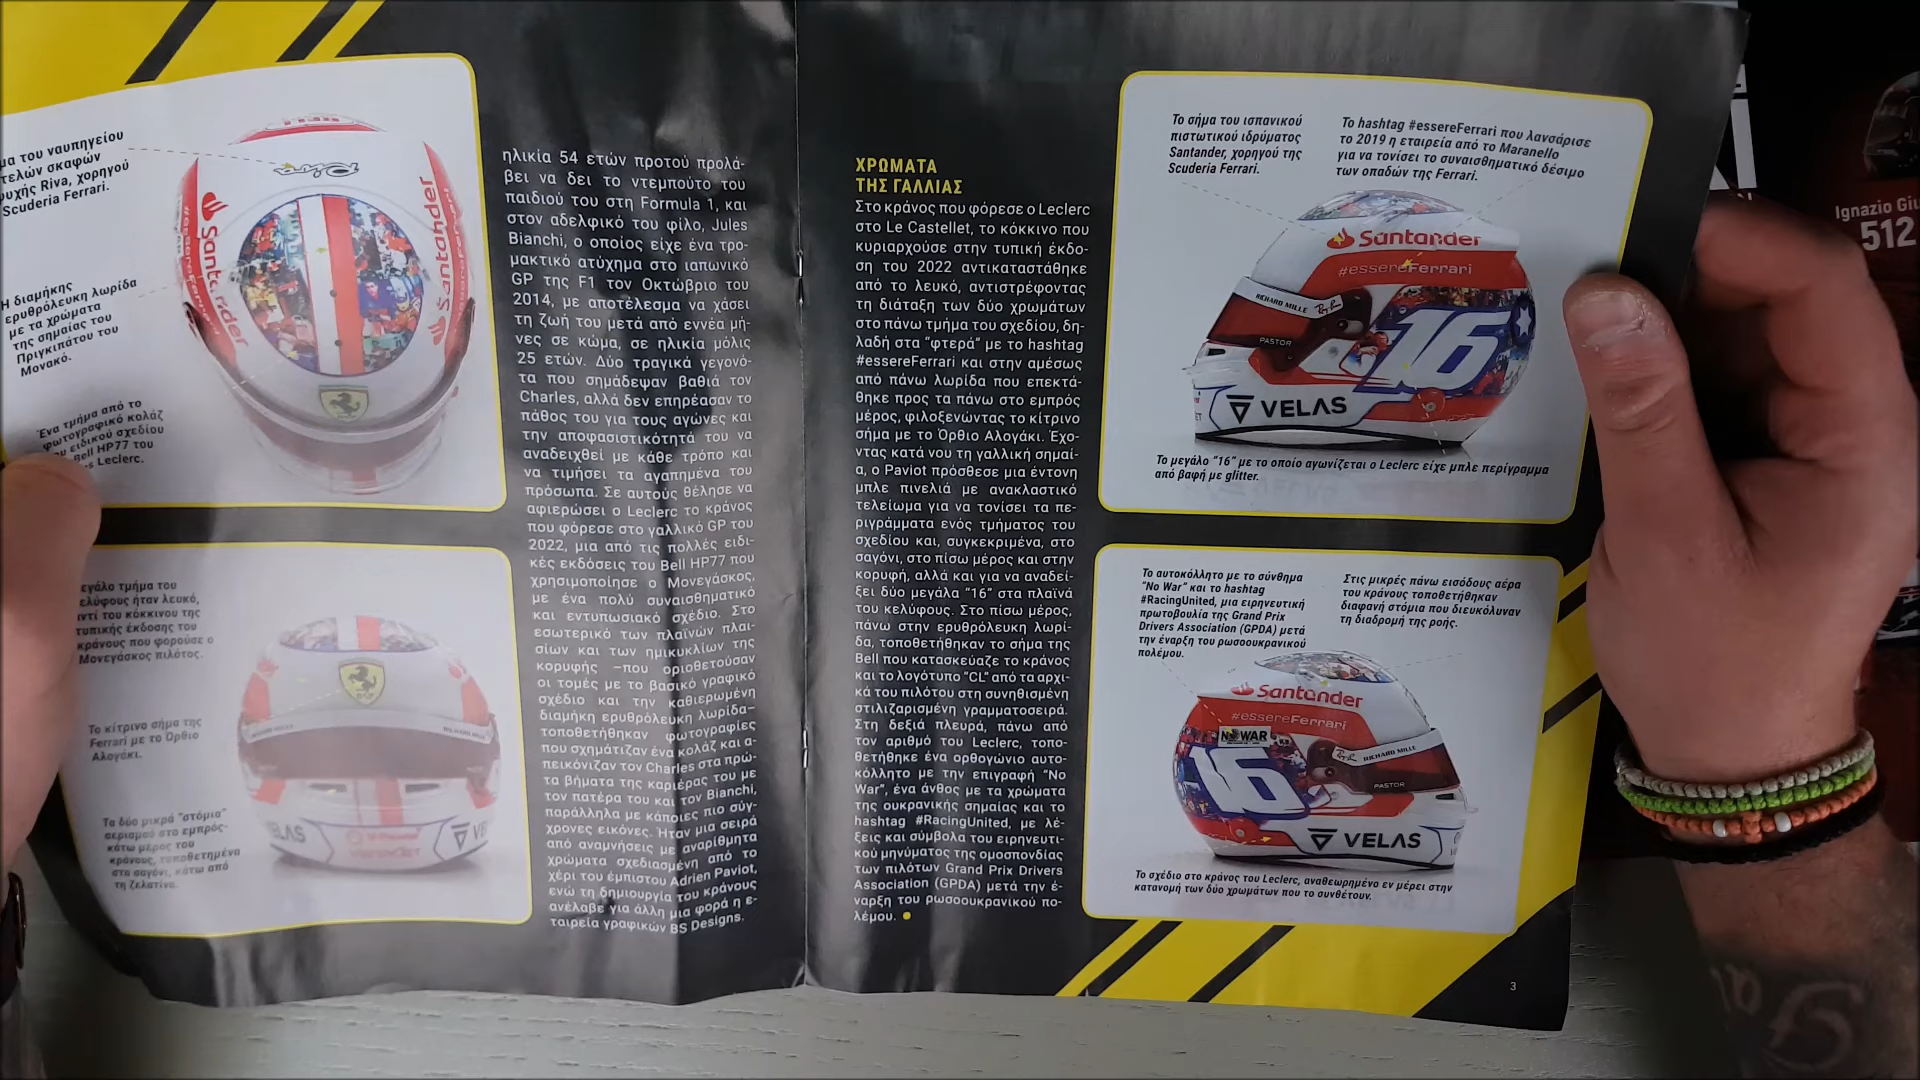 μα του ναυπηγείου
τελών σκαφών
Riva, χορηγού
Scuderia Ferrari.
Η διαμήκης
ερυθρόλευκη λωρίδα
με τα χρώματα
της σημαίας του
Πριγκιπάτου του
Μονακό.
Ένα τμήμα από το
φωτογραφικό κολάζ
ειδικού σχεδίου
Bell HP77 του
Leclerc.
Riva
Santander
Santander
#essereFerrari
εγάλο τμήμα του
ελύφους ήταν λευκό,
αντί του κόκκινου της
τυπικής έκδοσης του
κράνους που φορούσε ο
Μονεγάσκος πιλότος.
Το κίτρινο σήμα της
Ferrari με το Όρθιο
Αλογάκι.
Τα δύο μικρά “στόμια”
αερισμού στο εμπρός-
κάτω μέρος του
κράνους, τοποθετημένα
στο σαγόνι, κάτω από
τη ζελατίνα.
RICHARD MILLE
VELAS
ηλικία 54 ετών προτού προλά-
βει να δει το ντεμπούτο του
παιδιού του στη Formula 1, και
στον αδελφικό του φίλο, Jules
Bianchi, ο οποίος είχε ένα τρο-
μακτικό ατύχημα στο ιαπωνικό
GP της F1 τον Οκτώβριο του
2014, με αποτέλεσμα να χάσει
τη ζωή του μετά από εννέα μή-
νες σε κώμα, σε ηλικία μόλις
25 ετών. Δύο τραγικά γεγονό-
τα που σημάδεψαν βαθιά τον
Charles, αλλά δεν επηρέασαν το
πάθος του για τους αγώνες και
την αποφασιστικότητά του να
αναδειχθεί με κάθε τρόπο και
να τιμήσει τα αγαπημένα του
πρόσωπα. Σε αυτούς θέλησε να
αφιερώσει ο Leclerc το κράνος
που φόρεσε στο γαλλικό GP του
2022, μια από τις πολλές ειδι-
κές εκδόσεις του Bell HP77 που
χρησιμοποίησε ο Μονεγάσκος,
με ένα πολύ συναισθηματικό
και εντυπωσιακό σχέδιο. Στο
εσωτερικό των πλαϊνών πλαι-
σίων και των ημικυκλίων της
κορυφής –που οριοθετούσαν
οι τομές με το βασικό γραφικό
σχέδιο και την καθιερωμένη
διαμήκη ερυθρόλευκη λωρίδα–
τοποθετήθηκαν φωτογραφίες
που σχημάτιζαν ένα κολάζ και α-
πεικόνιζαν τον Charles στα πρώ-
τα βήματα της καριέρας του με
τον πατέρα του και τον Bianchi,
παράλληλα με κάποιες πιο σύγ-
χρονες εικόνες. Ήταν μια σειρά
από αναμνήσεις με αναρίθμητα
χρώματα σχεδιασμένη από το
χέρι του έμπιστου Adrien Paviot,
ενώ τη δημιουργία του κράνους
ανέλαβε για άλλη μια φορά η ε-
ταιρεία γραφικών BS Designs.
ΧΡΩΜΑΤΑ
ΤΗΣ ΓΑΛΛΙΑΣ
Στο κράνος που φόρεσε ο Leclerc
στο Le Castellet, το κόκκινο που
κυριαρχούσε στην τυπική έκδο-
ση του 2022 αντικαταστάθηκε
από το λευκό, αντιστρέφοντας
τη διάταξη των δύο χρωμάτων
στο πάνω τμήμα του σχεδίου, δη-
λαδή στα “φτερά” με το hashtag
#essereFerrari και στην αμέσως
από πάνω λωρίδα που επεκτά-
θηκε προς τα πάνω στο εμπρός
μέρος, φιλοξενώντας το κίτρινο
σήμα με το Όρθιο Αλογάκι. Έχο-
ντας κατά νου τη γαλλική σημαί-
α, ο Paviot πρόσθεσε μια έντονη
μπλε πινελιά με ανακλαστικό
τελείωμα για να τονίσει τα πε-
ριγράμματα ενός τμήματος του
σχεδίου και, συγκεκριμένα, στο
σαγόνι, στο πίσω μέρος και στην
κορυφή, αλλά και για να αναδεί-
ξει δύο μεγάλα “16” στα πλαϊνά
του κελύφους. Στο πίσω μέρος,
πάνω στην ερυθρόλευκη λωρί-
δα, τοποθετήθηκαν το σήμα της
Bell που κατασκεύαζε το κράνος
και το λογότυπο “CL” από τα αρχι-
κά του πιλότου στη συνηθισμένη
στιλιζαρισμένη γραμματοσειρά.
Στη δεξιά πλευρά, πάνω από
τον αριθμό του Leclerc, τοπο-
θετήθηκε ένα ορθογώνιο αυτο-
κόλλητο με την επιγραφή “No
War”, ένα άνθος με τα χρώματα
της ουκρανικής σημαίας και το
hashtag #RacingUnited, με λέ-
ξεις και σύμβολα του ειρηνευτι-
κού μηνύματος της ομοσπονδίας
των πιλότων Grand Prix Drivers
Association (GPDA) μετά την έ-
ναρξη του ρωσοουκρανικού πο-
λέμου.
Το σήμα του ισπανικού
πιστωτικού ιδρύματος
Santander, χορηγού της
Scuderia Ferrari.
Το hashtag #essereFerrari που λανσάρισε
το 2019 η εταιρεία από το Maranello
για να τονίσει το συναισθηματικό δέσιμο
των οπαδών της Ferrari.
Santander
#essereFerrari
RICHARD MILLE
Ray-Ban
PASTOR
16
VELAS
Το μεγάλο “16” με το οποίο αγωνίζεται ο Leclerc είχε μπλε περίγραμμα
από βαφή με glitter.
Το αυτοκόλλητο με το σύνθημα
“No War” και το hashtag
#RacingUnited, μια ειρηνευτική
πρωτοβουλία της Grand Prix
Drivers Association (GPDA) μετά
την έναρξη του ρωσοουκρανικού
πολέμου.
Στις μικρές πάνω εισόδους αέρα
του κράνους τοποθετήθηκαν
διαφανή στόμια που διευκόλυναν
τη διαδρομή της ροής.
Santander
#essereFerrari
NO WAR
RICHARD MILLE
PASTOR
16
VELAS
Το σχέδιο στο κράνος του Leclerc, αναθεωρημένο εν μέρει στην
κατανομή των δύο χρωμάτων που το συνθέτουν.
3
Ignazio Giu
512